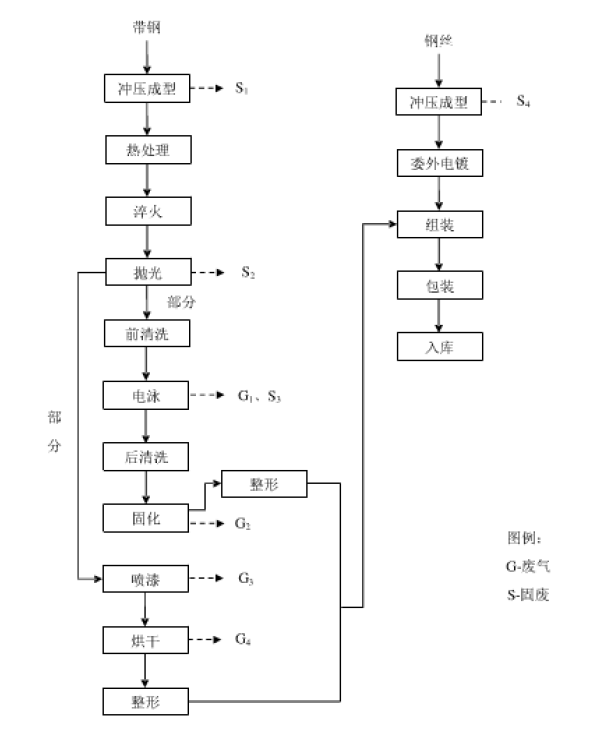 带钢
冲压成型
S₁
热处理
淬火
抛光
S₂
部分
前清洗
电泳
G₁、S₃
后清洗
固化
整形
G₂
部
分
喷漆
G₃
烘干
G₄
整形
钢丝
冲压成型
S₄
委外电镀
组装
包装
入库
图例：
G-废气
S-固废